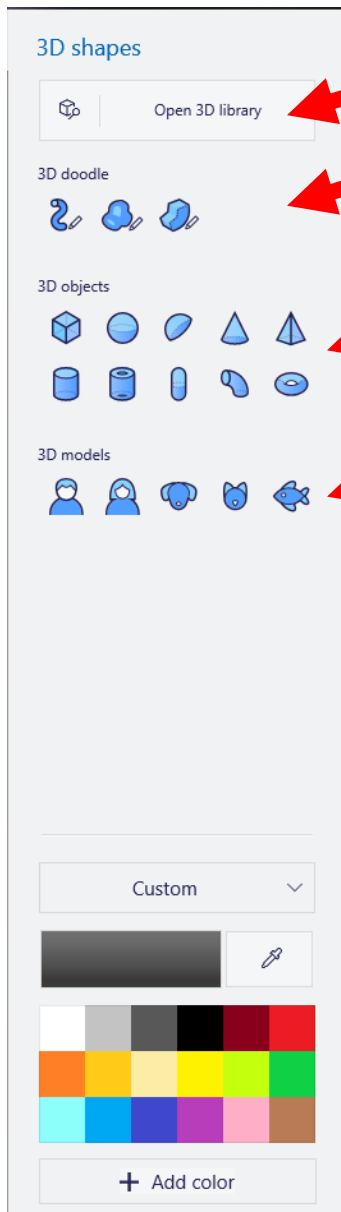 3D shapes
Open 3D library
3D doodle
3D objects
3D models
Custom
Add color